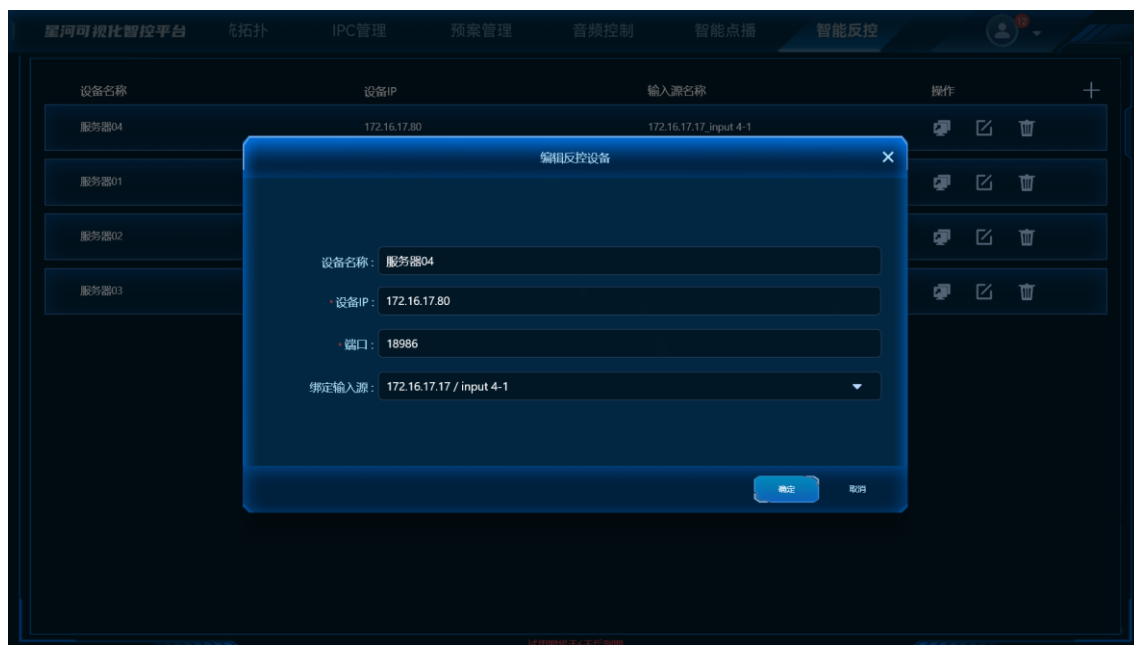 星河可视化智控平台 拓扑 IPC管理 预案管理 音频控制 智能点播 智能反控 12
设备名称 设备IP 输入源名称 操作
服务器04 172.16.17.80 172.16.17.17_input 4-1
编辑反控设备
服务器01
服务器02
设备名称 : 服务器04
服务器03
*设备IP : 172.16.17.80
*端口 : 18986
绑定输入源 : 172.16.17.17 / input 4-1
确定 取消